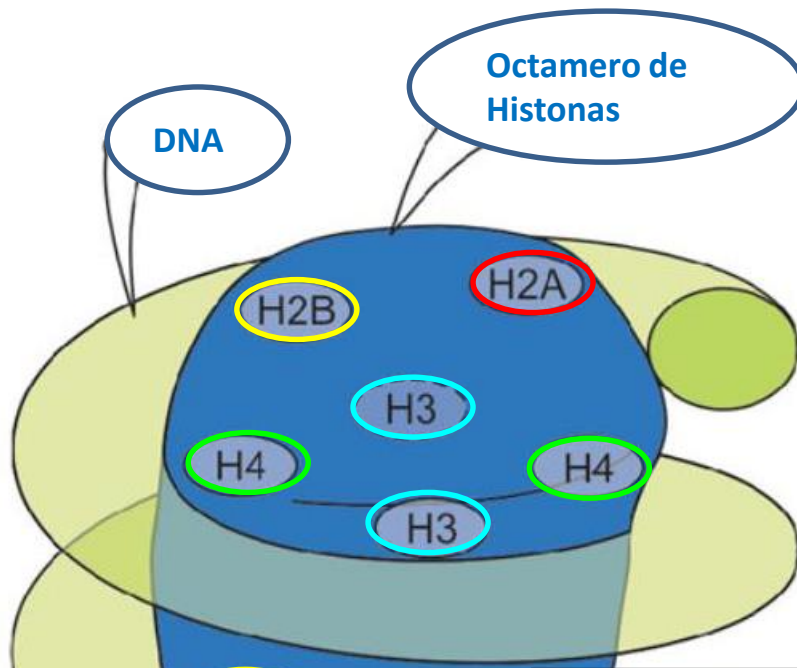 Octamero de
Histonas
DNA
H2A
H2B
H3
H4
H4
H3